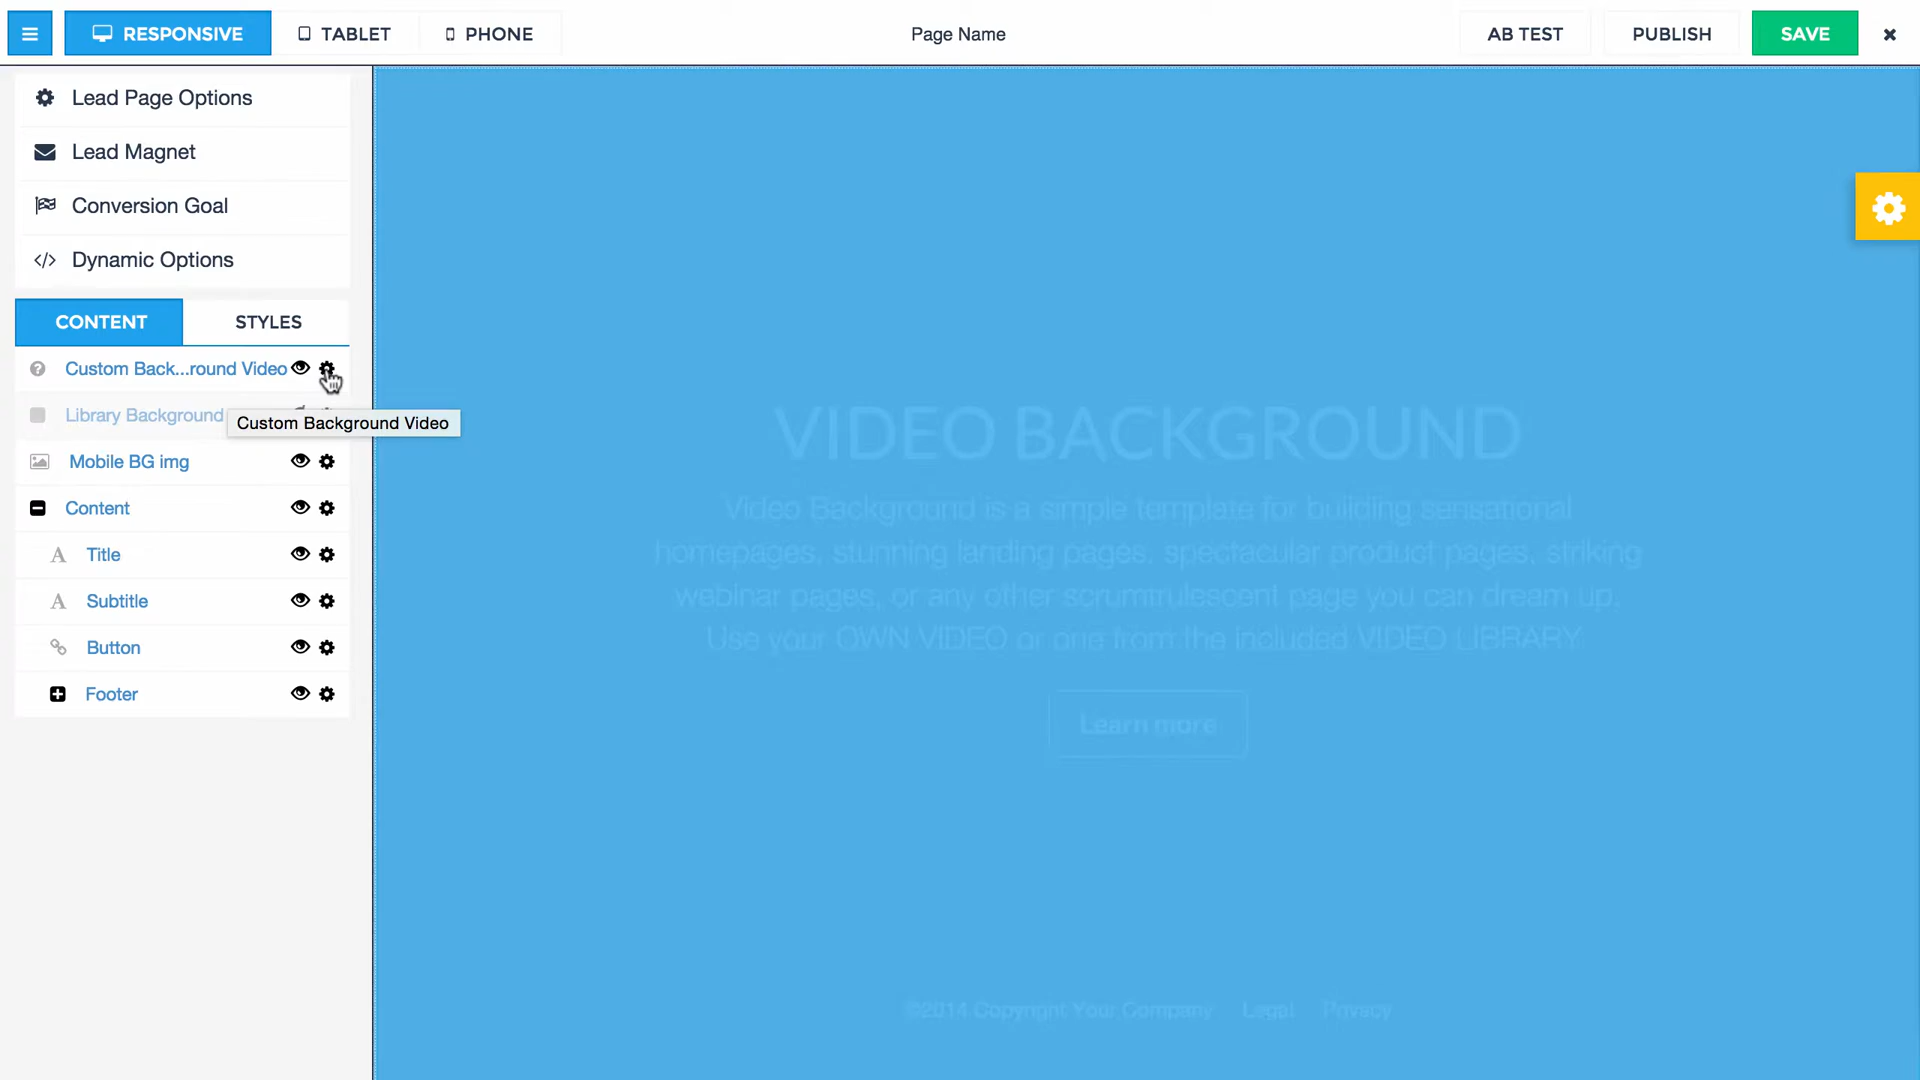 RESPONSIVE TABLET PHONE Page Name AB TEST PUBLISH SAVE
Lead Page Options
Lead Magnet
Conversion Goal
Dynamic Options
CONTENT STYLES
Custom Back...round Video
Library Background
Custom Background Video
Mobile BG img
Content
Title
Subtitle
Button
Footer
VIDEO BACKGROUND
Video Background is a simple template for building sensational
homepages, stunning landing pages, spectacular product pages, striking
webinar pages, or any other scrumtrulescent page you can dream up.
Use your OWN VIDEO or one from the included VIDEO LIBRARY
Learn more
©2014 Copyright Your Company Legal Privacy